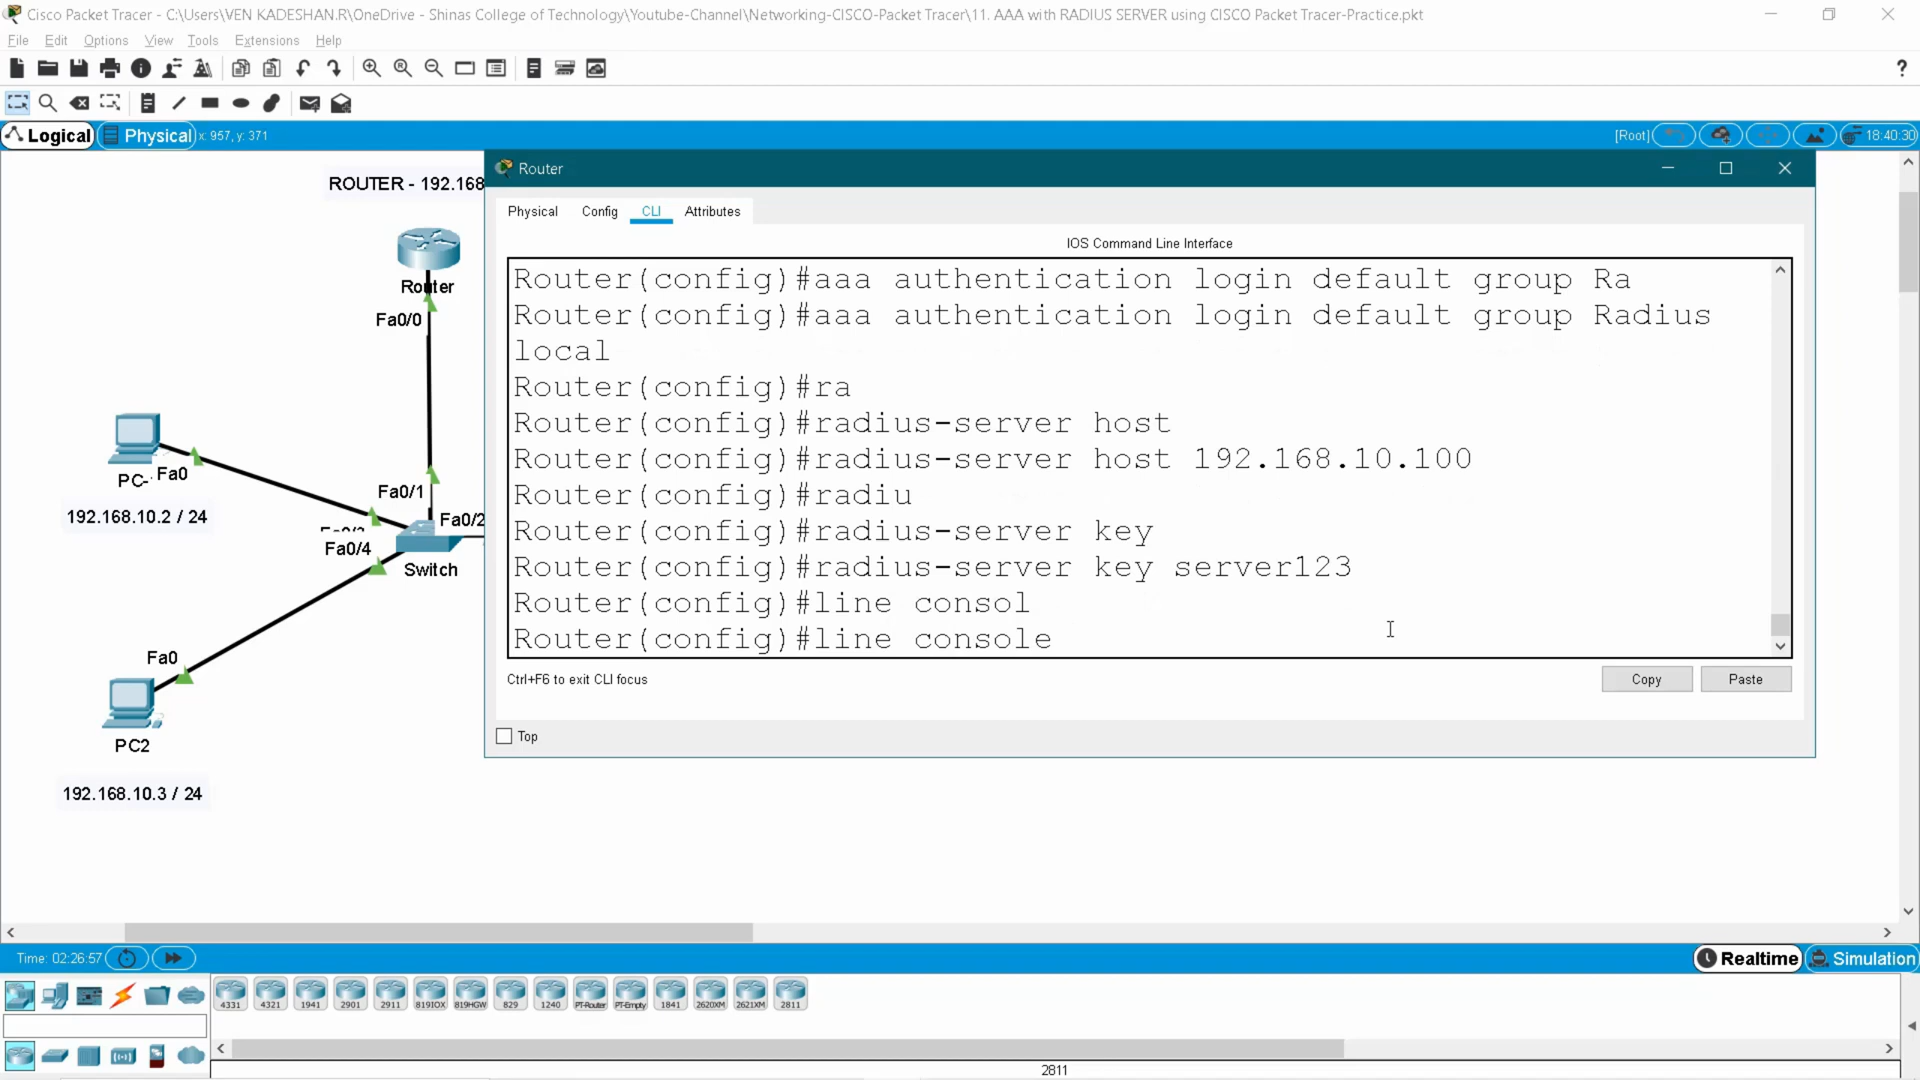 Cisco Packet Tracer - C:\Users\VEN KADESHAN.R\OneDrive - Shinas College of Technology\Youtube-Channel\Networking-CISCO-Packet Tracer\11. AAA with RADIUS SERVER using CISCO Packet Tracer-Practice.pkt
File Edit Options View Tools Extensions Help
?
Logical Physical x: 957, y: 371 [Root] 18:40:30
ROUTER - 192.168
Router
Fa0/0
Fa0
PC-
192.168.10.2 / 24
Fa0/1
Fa0/2
Fa0/4
Switch
Fa0
PC2
192.168.10.3 / 24
Router
Physical Config CLI Attributes
IOS Command Line Interface
Router(config)#aaa authentication login default group Ra
Router(config)#aaa authentication login default group Radius
local
Router(config)#ra
Router(config)#radius-server host
Router(config)#radius-server host 192.168.10.100
Router(config)#radiu
Router(config)#radius-server key
Router(config)#radius-server key server123
Router(config)#line consol
Router(config)#line console
Ctrl+F6 to exit CLI focus
Copy Paste
Top
Time: 02:26:57 Realtime Simulation
4331 4321 1941 2901 2911 819IOX 819HGW 829 1240 PT-Router PT-Empty 1841 2620XM 2621XM 2811
2811